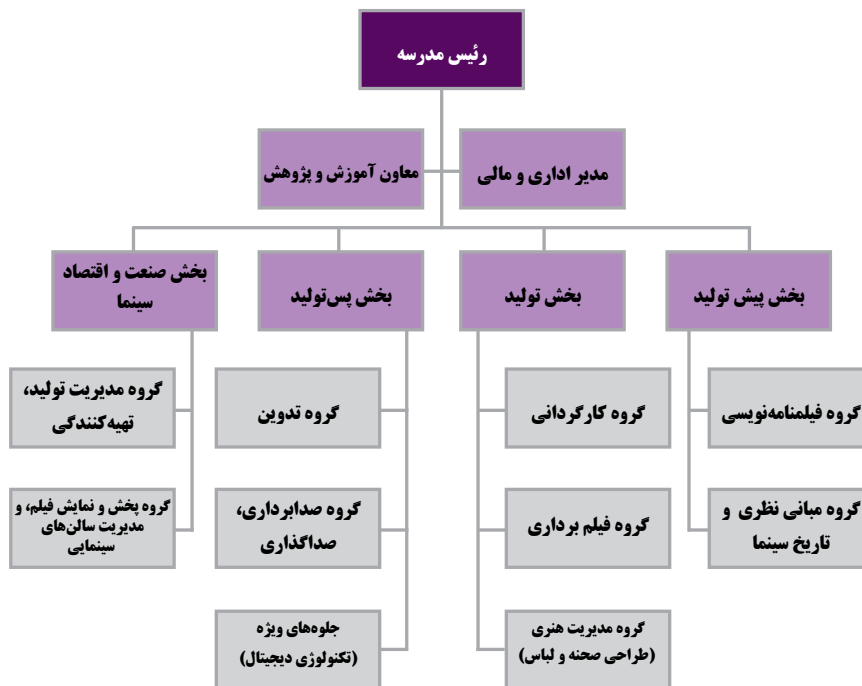 رئیس مدرسه
مدیر اداری و مالی
معاون آموزش و پژوهش
بخش پیش تولید
بخش تولید
بخش پس‌تولید
بخش صنعت و اقتصاد
سینما
گروه فیلمنامه‌نویسی
گروه کارگردانی
گروه تدوین
گروه مدیریت تولید،
تهیه‌کنندگی
گروه مبانی نظری و
تاریخ سینما
گروه فیلم برداری
گروه صدابرداری،
صداگذاری
گروه پخش و نمایش فیلم، و
مدیریت سالن‌های
سینمایی
گروه مدیریت هنری
(طراحی صحنه و لباس)
جلوه‌های ویژه
(تکنولوژی دیجیتال)